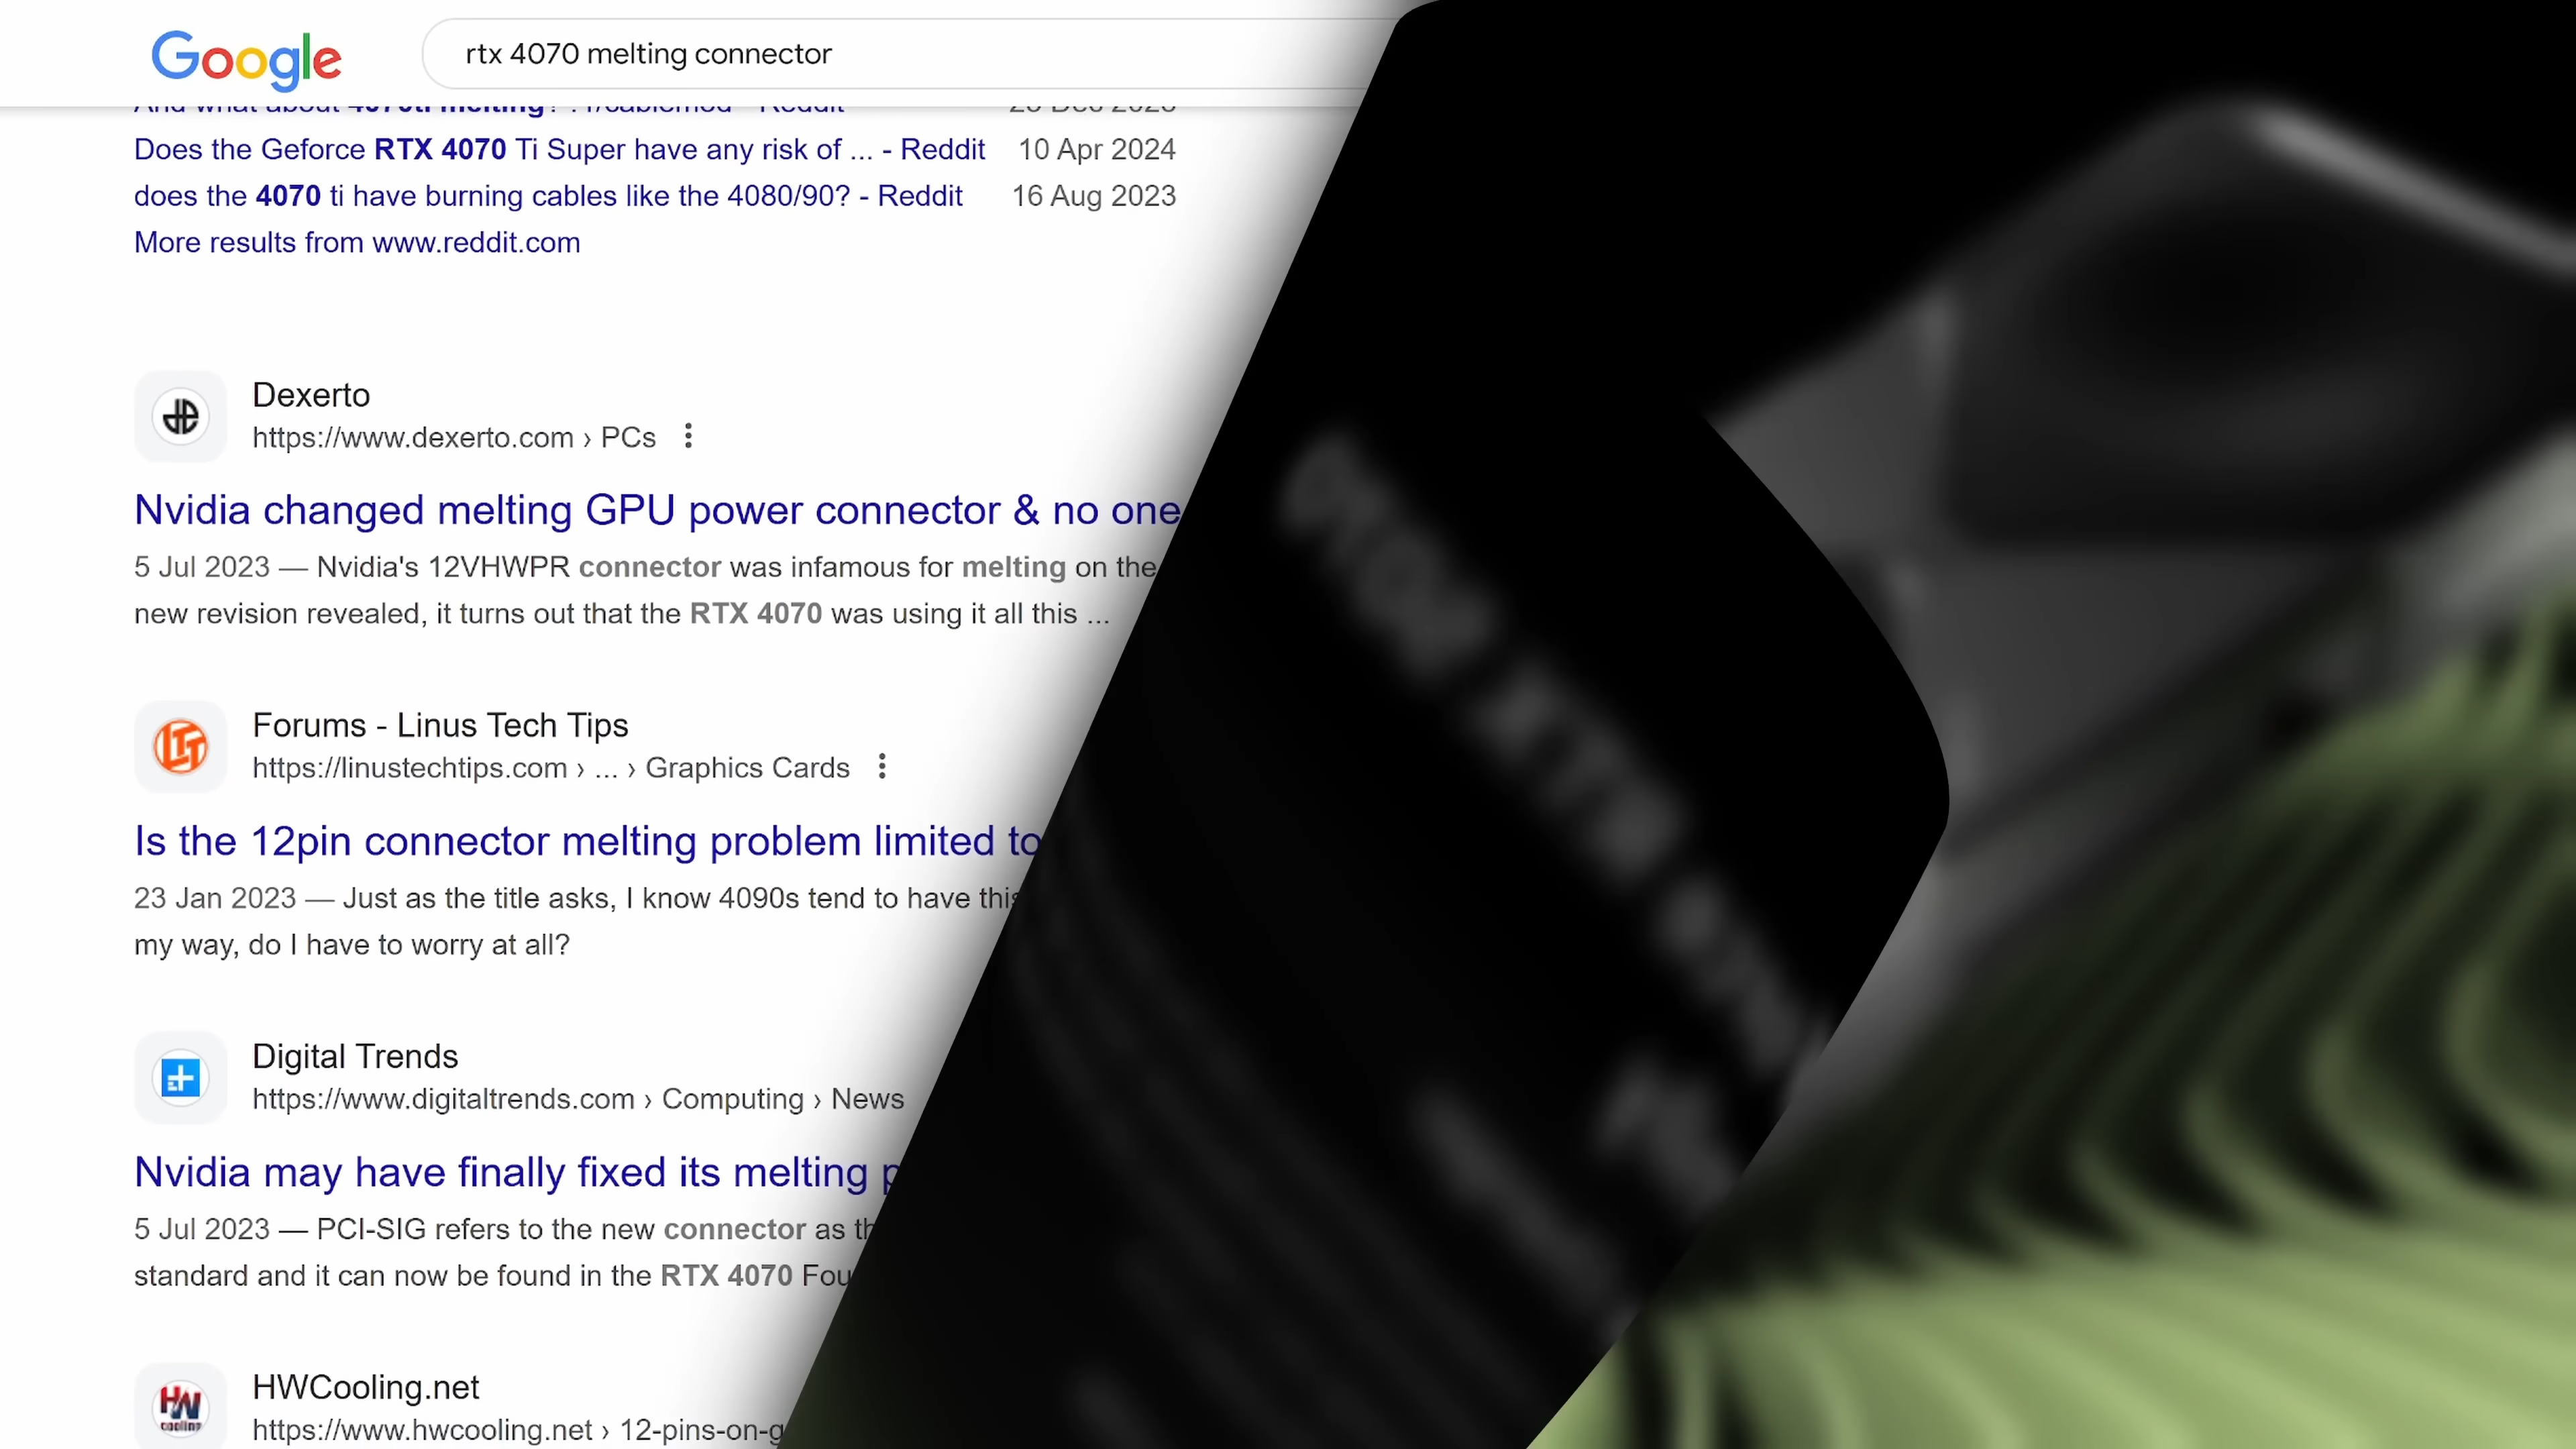 Google
rtx 4070 melting connector
Does the Geforce RTX 4070 Ti Super have any risk of ... - Reddit 10 Apr 2024
does the 4070 ti have burning cables like the 4080/90? - Reddit 16 Aug 2023
More results from www.reddit.com
Dexerto
https://www.dexerto.com › PCs
Nvidia changed melting GPU power connector & no one
5 Jul 2023 — Nvidia's 12VHWPR connector was infamous for melting on the
new revision revealed, it turns out that the RTX 4070 was using it all this ...
LTT
Forums - Linus Tech Tips
https://linustechtips.com › ... › Graphics Cards
Is the 12pin connector melting problem limited to
23 Jan 2023 — Just as the title asks, I know 4090s tend to have this
my way, do I have to worry at all?
Digital Trends
https://www.digitaltrends.com › Computing › News
Nvidia may have finally fixed its melting p
5 Jul 2023 — PCI-SIG refers to the new connector as th
standard and it can now be found in the RTX 4070 Fou
HW
cooling
HWCooling.net
https://www.hwcooling.net › 12-pins-on-g